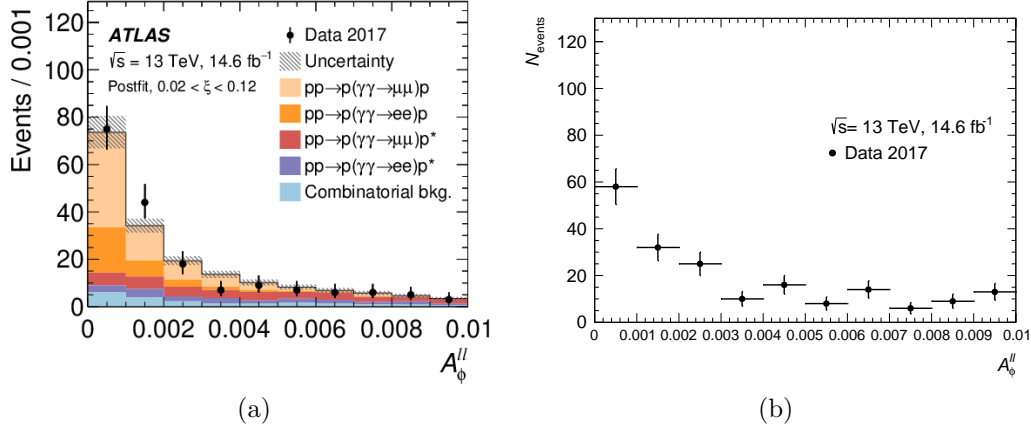 ATLAS
√s = 13 TeV, 14.6 fb⁻¹
Postfit, 0.02 < ξ < 0.12
Data 2017
Uncertainty
pp→p(γγ→μμ)p
pp→p(γγ→ee)p
pp→p(γγ→μμ)p*
pp→p(γγ→ee)p*
Combinatorial bkg.
Events / 0.001
120
100
80
60
40
20
0
0 0.002 0.004 0.006 0.008 0.01
A_ϕ^ll
(a)
N_events
120
100
80
60
40
20
0
√s= 13 TeV, 14.6 fb⁻¹
Data 2017
0 0.001 0.002 0.003 0.004 0.005 0.006 0.007 0.008 0.009 0.01
A_ϕ^ll
(b)